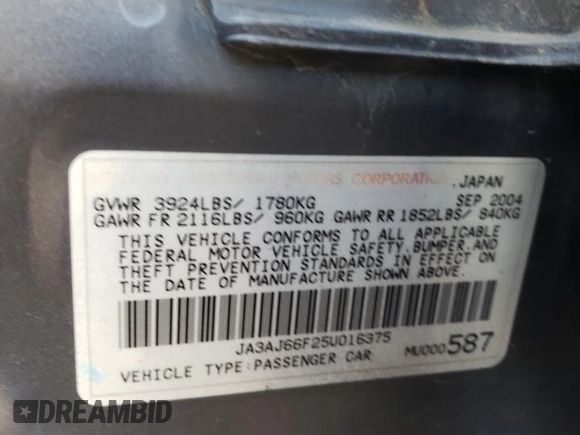 MOTORS CORPORATION
, JAPAN
GVWR 3924LBS/ 1780KG SEP 2004
GAWR FR 2116LBS/ 960KG GAWR RR 1852LBS/ 840KG
THIS VEHICLE CONFORMS TO ALL APPLICABLE
FEDERAL MOTOR VEHICLE SAFETY, BUMPER, AND
THEFT PREVENTION STANDARDS IN EFFECT ON
THE DATE OF MANUFACTURE SHOWN ABOVE.
JA3AJ66F25U016375
VEHICLE TYPE:PASSENGER CAR MU000587
DREAMBID